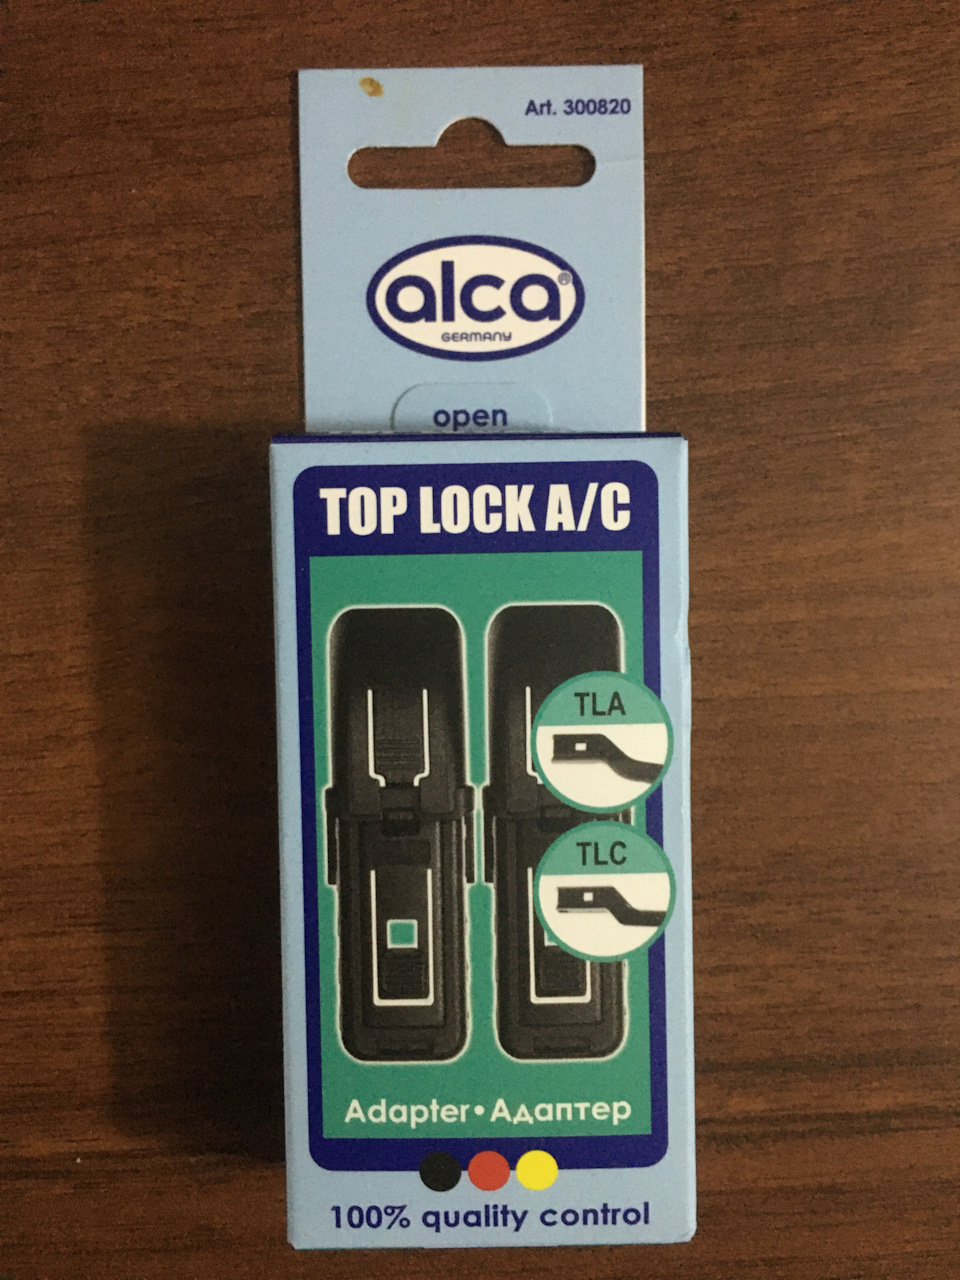 Art. 300820
alca®
GERMANY
open
TOP LOCK A/C
TLA
TLC
Adapter • Адаптер
100% quality control